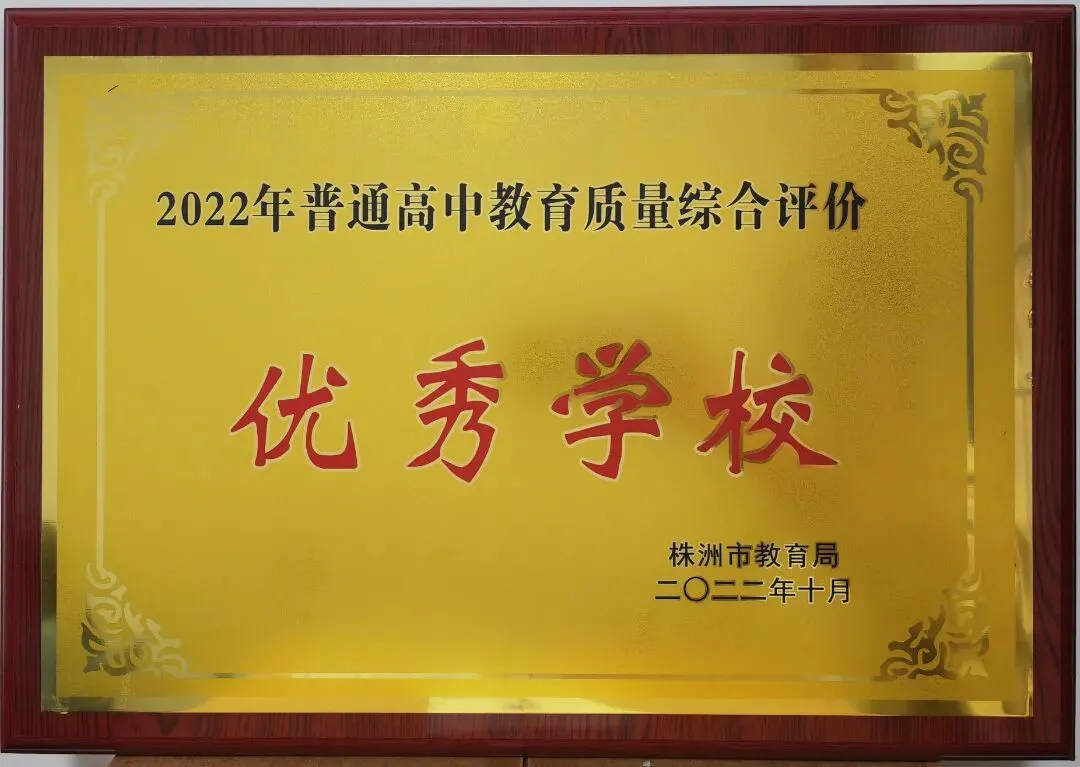 2022年普通高中教育质量综合评价
优秀学校
株洲市教育局
二〇二二年十月